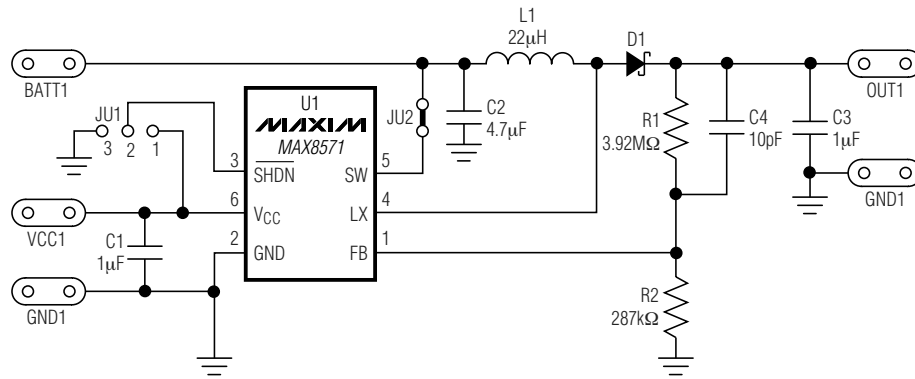 L1
22μH
D1
BATT1
OUT1
JU1
3 2 1
U1
MAXIM
MAX8571
JU2
C2
4.7μF
R1
3.92MΩ
C4
10pF
C3
1μF
3
SHDN
SW
5
6
VCC
LX
4
2
GND
FB
1
VCC1
C1
1μF
GND1
GND1
R2
287kΩ